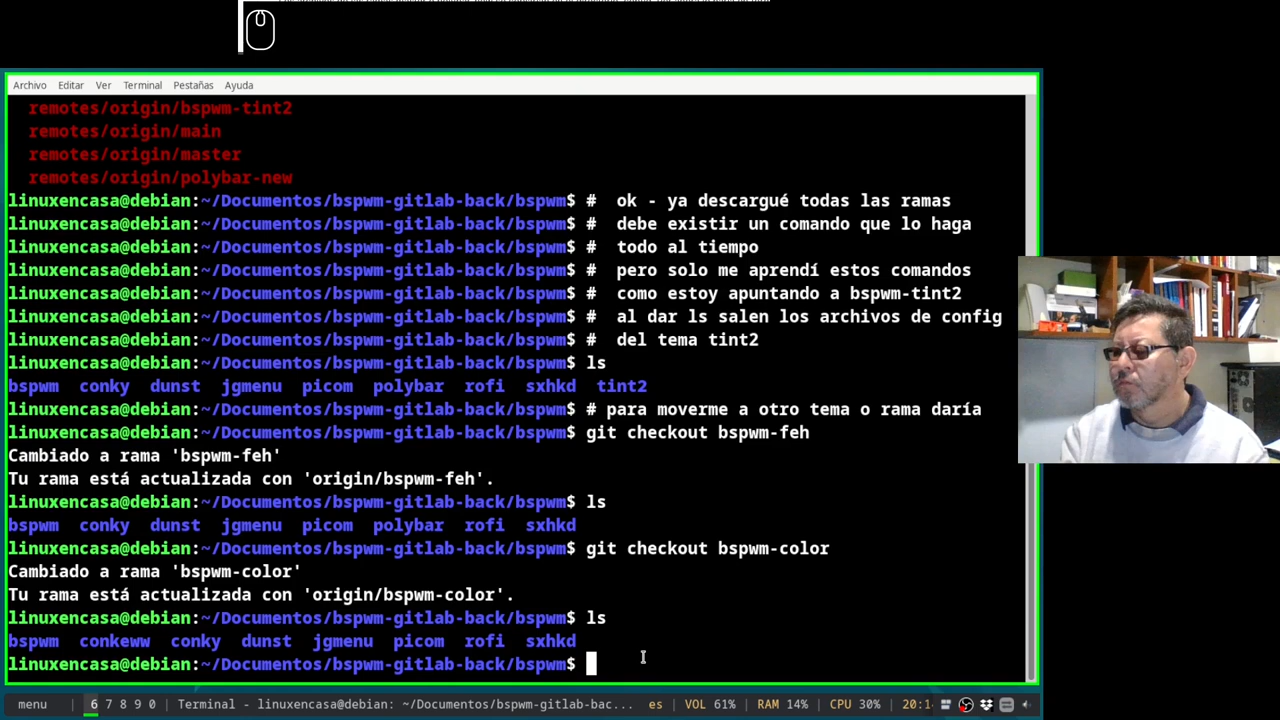 Archivo Editar Ver Terminal Pestañas Ayuda
remotes/origin/bspwm-tint2
remotes/origin/main
remotes/origin/master
remotes/origin/polybar-new
linuxencasa@debian:~/Documentos/bspwm-gitlab-back/bspwm$ #  ok - ya descargué todas las ramas
linuxencasa@debian:~/Documentos/bspwm-gitlab-back/bspwm$ #  debe existir un comando que lo haga
linuxencasa@debian:~/Documentos/bspwm-gitlab-back/bspwm$ #  todo al tiempo
linuxencasa@debian:~/Documentos/bspwm-gitlab-back/bspwm$ #  pero solo me aprendí estos comandos
linuxencasa@debian:~/Documentos/bspwm-gitlab-back/bspwm$ #  como estoy apuntando a bspwm-tint2
linuxencasa@debian:~/Documentos/bspwm-gitlab-back/bspwm$ #  al dar ls salen los archivos de config
linuxencasa@debian:~/Documentos/bspwm-gitlab-back/bspwm$ #  del tema tint2
linuxencasa@debian:~/Documentos/bspwm-gitlab-back/bspwm$ ls
bspwm  conky  dunst  jgmenu  picom  polybar  rofi  sxhkd  tint2
linuxencasa@debian:~/Documentos/bspwm-gitlab-back/bspwm$ # para moverme a otro tema o rama daría
linuxencasa@debian:~/Documentos/bspwm-gitlab-back/bspwm$ git checkout bspwm-feh
Cambiado a rama 'bspwm-feh'
Tu rama está actualizada con 'origin/bspwm-feh'.
linuxencasa@debian:~/Documentos/bspwm-gitlab-back/bspwm$ ls
bspwm  conky  dunst  jgmenu  picom  polybar  rofi  sxhkd
linuxencasa@debian:~/Documentos/bspwm-gitlab-back/bspwm$ git checkout bspwm-color
Cambiado a rama 'bspwm-color'
Tu rama está actualizada con 'origin/bspwm-color'.
linuxencasa@debian:~/Documentos/bspwm-gitlab-back/bspwm$ ls
bspwm  conkeww  conky  dunst  jgmenu  picom  rofi  sxhkd
linuxencasa@debian:~/Documentos/bspwm-gitlab-back/bspwm$
menu | 6 7 8 9 0 | Terminal - linuxencasa@debian: ~/Documentos/bspwm-gitlab-bac... es | VOL 61% | RAM 14% | CPU 30% | 20:1